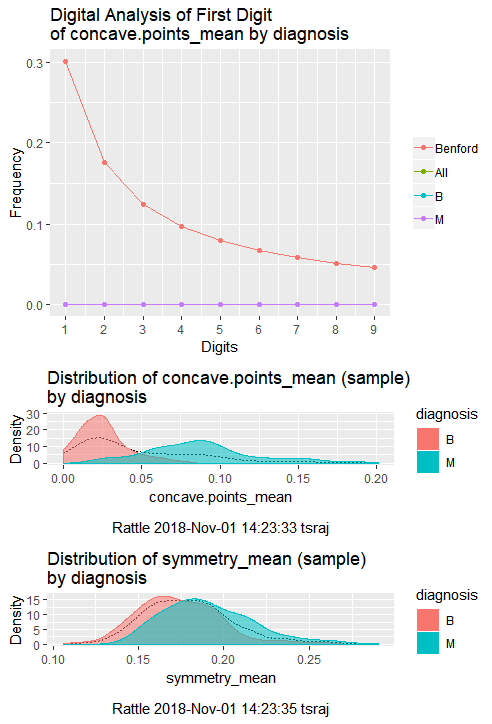 Digital Analysis of First Digit
of concave.points_mean by diagnosis
Frequency
0.3
0.2
0.1
0.0
1 2 3 4 5 6 7 8 9
Digits
Benford
All
B
M
Distribution of concave.points_mean (sample)
by diagnosis
Density
30
20
10
0
0.00 0.05 0.10 0.15 0.20
concave.points_mean
diagnosis
B
M
Rattle 2018-Nov-01 14:23:33 tsraj
Distribution of symmetry_mean (sample)
by diagnosis
Density
15
10
5
0
0.10 0.15 0.20 0.25
symmetry_mean
diagnosis
B
M
Rattle 2018-Nov-01 14:23:35 tsraj